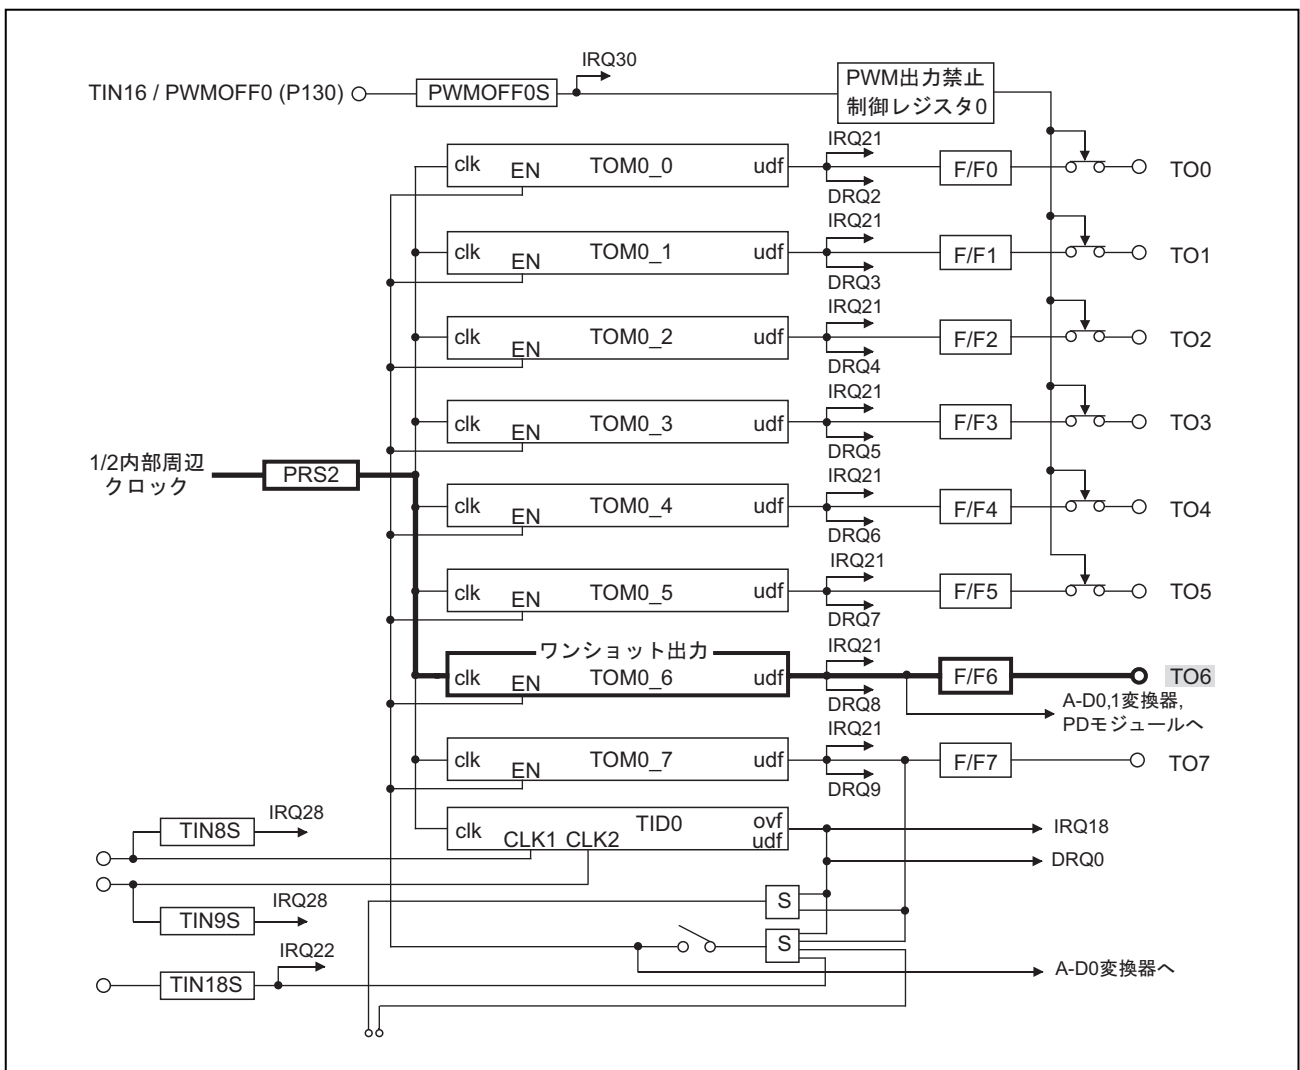 IRQ30
TIN16 / PWMOFF0 (P130)
PWMOFF0S
PWM出力禁止
制御レジスタ0
IRQ21
clk
EN
TOM0_0
udf
F/F0
TO0
DRQ2
IRQ21
clk
EN
TOM0_1
udf
F/F1
TO1
DRQ3
IRQ21
clk
EN
TOM0_2
udf
F/F2
TO2
DRQ4
IRQ21
clk
EN
TOM0_3
udf
F/F3
TO3
DRQ5
1/2内部周辺
クロック
PRS2
IRQ21
clk
EN
TOM0_4
udf
F/F4
TO4
DRQ6
IRQ21
clk
EN
TOM0_5
udf
F/F5
TO5
DRQ7
ワンショット出力
IRQ21
clk
EN
TOM0_6
udf
F/F6
TO6
DRQ8
A-D0,1変換器,
PDモジュールへ
IRQ21
clk
EN
TOM0_7
udf
F/F7
TO7
DRQ9
TIN8S
IRQ28
clk
CLK1
CLK2
TID0
ovf
udf
IRQ18
DRQ0
TIN9S
IRQ28
S
S
IRQ22
TIN18S
A-D0変換器へ